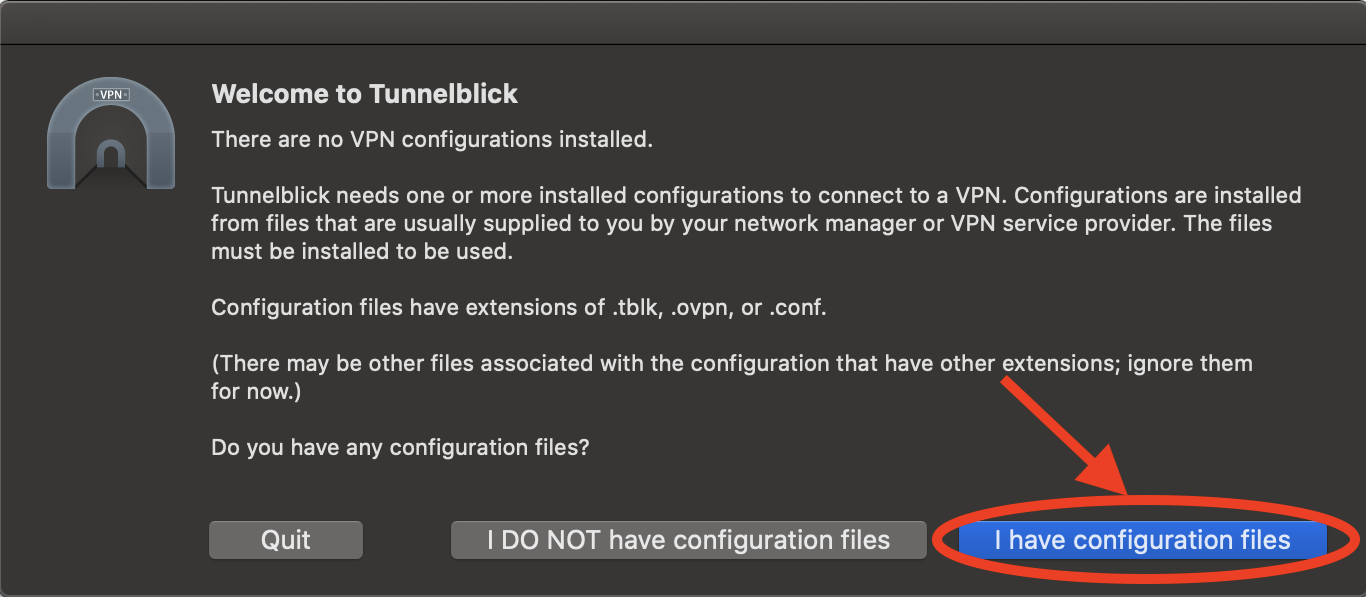 VPN
Welcome to Tunnelblick
There are no VPN configurations installed.
Tunnelblick needs one or more installed configurations to connect to a VPN. Configurations are installed
from files that are usually supplied to you by your network manager or VPN service provider. The files
must be installed to be used.
Configuration files have extensions of .tblk, .ovpn, or .conf.
(There may be other files associated with the configuration that have other extensions; ignore them
for now.)
Do you have any configuration files?
Quit
I DO NOT have configuration files
I have configuration files